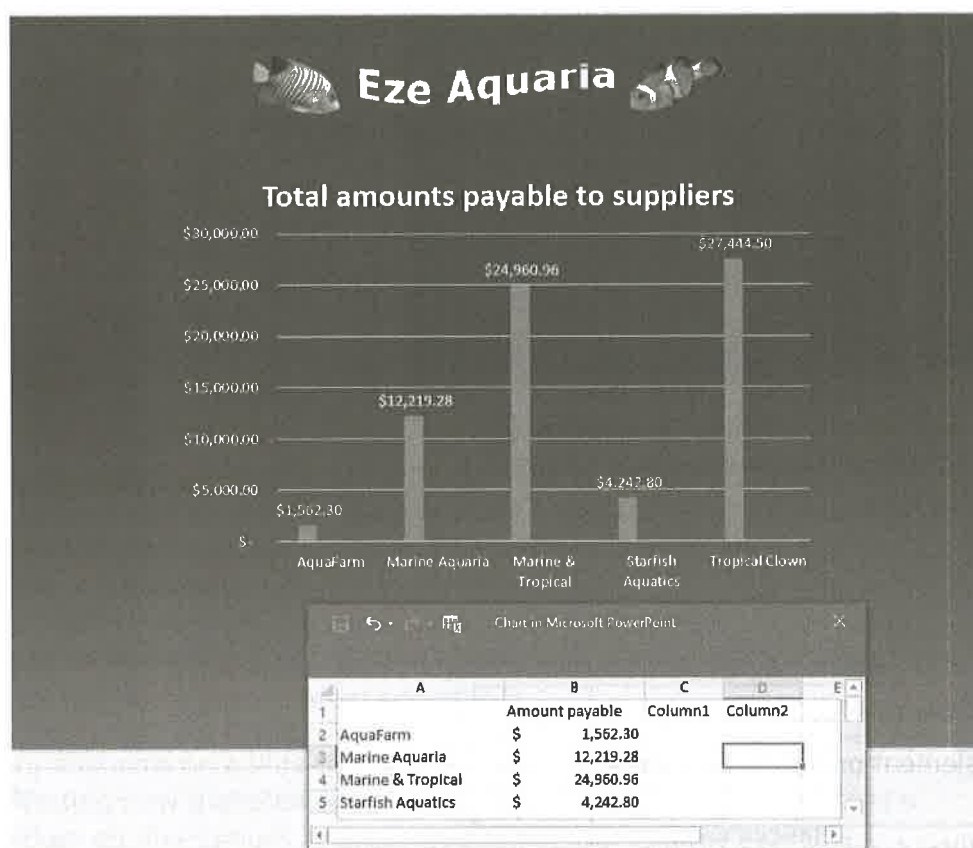 Eze Aquaria
Total amounts payable to suppliers
$30,000.00
$27,444.50
$24,960.96
$25,000.00
$20,000.00
$15,000.00
$12,219.28
$10,000.00
$5,000.00
$4,242.80
$1,562.30
$-
AquaFarm Marine Aquaria Marine & Tropical Starfish Aquatics Tropical Clown
Chart in Microsoft PowerPoint
A B C D E
1 Amount payable Column1 Column2
2 AquaFarm $ 1,562.30
3 Marine Aquaria $ 12,219.28
4 Marine & Tropical $ 24,960.96
5 Starfish Aquatics $ 4,242.80